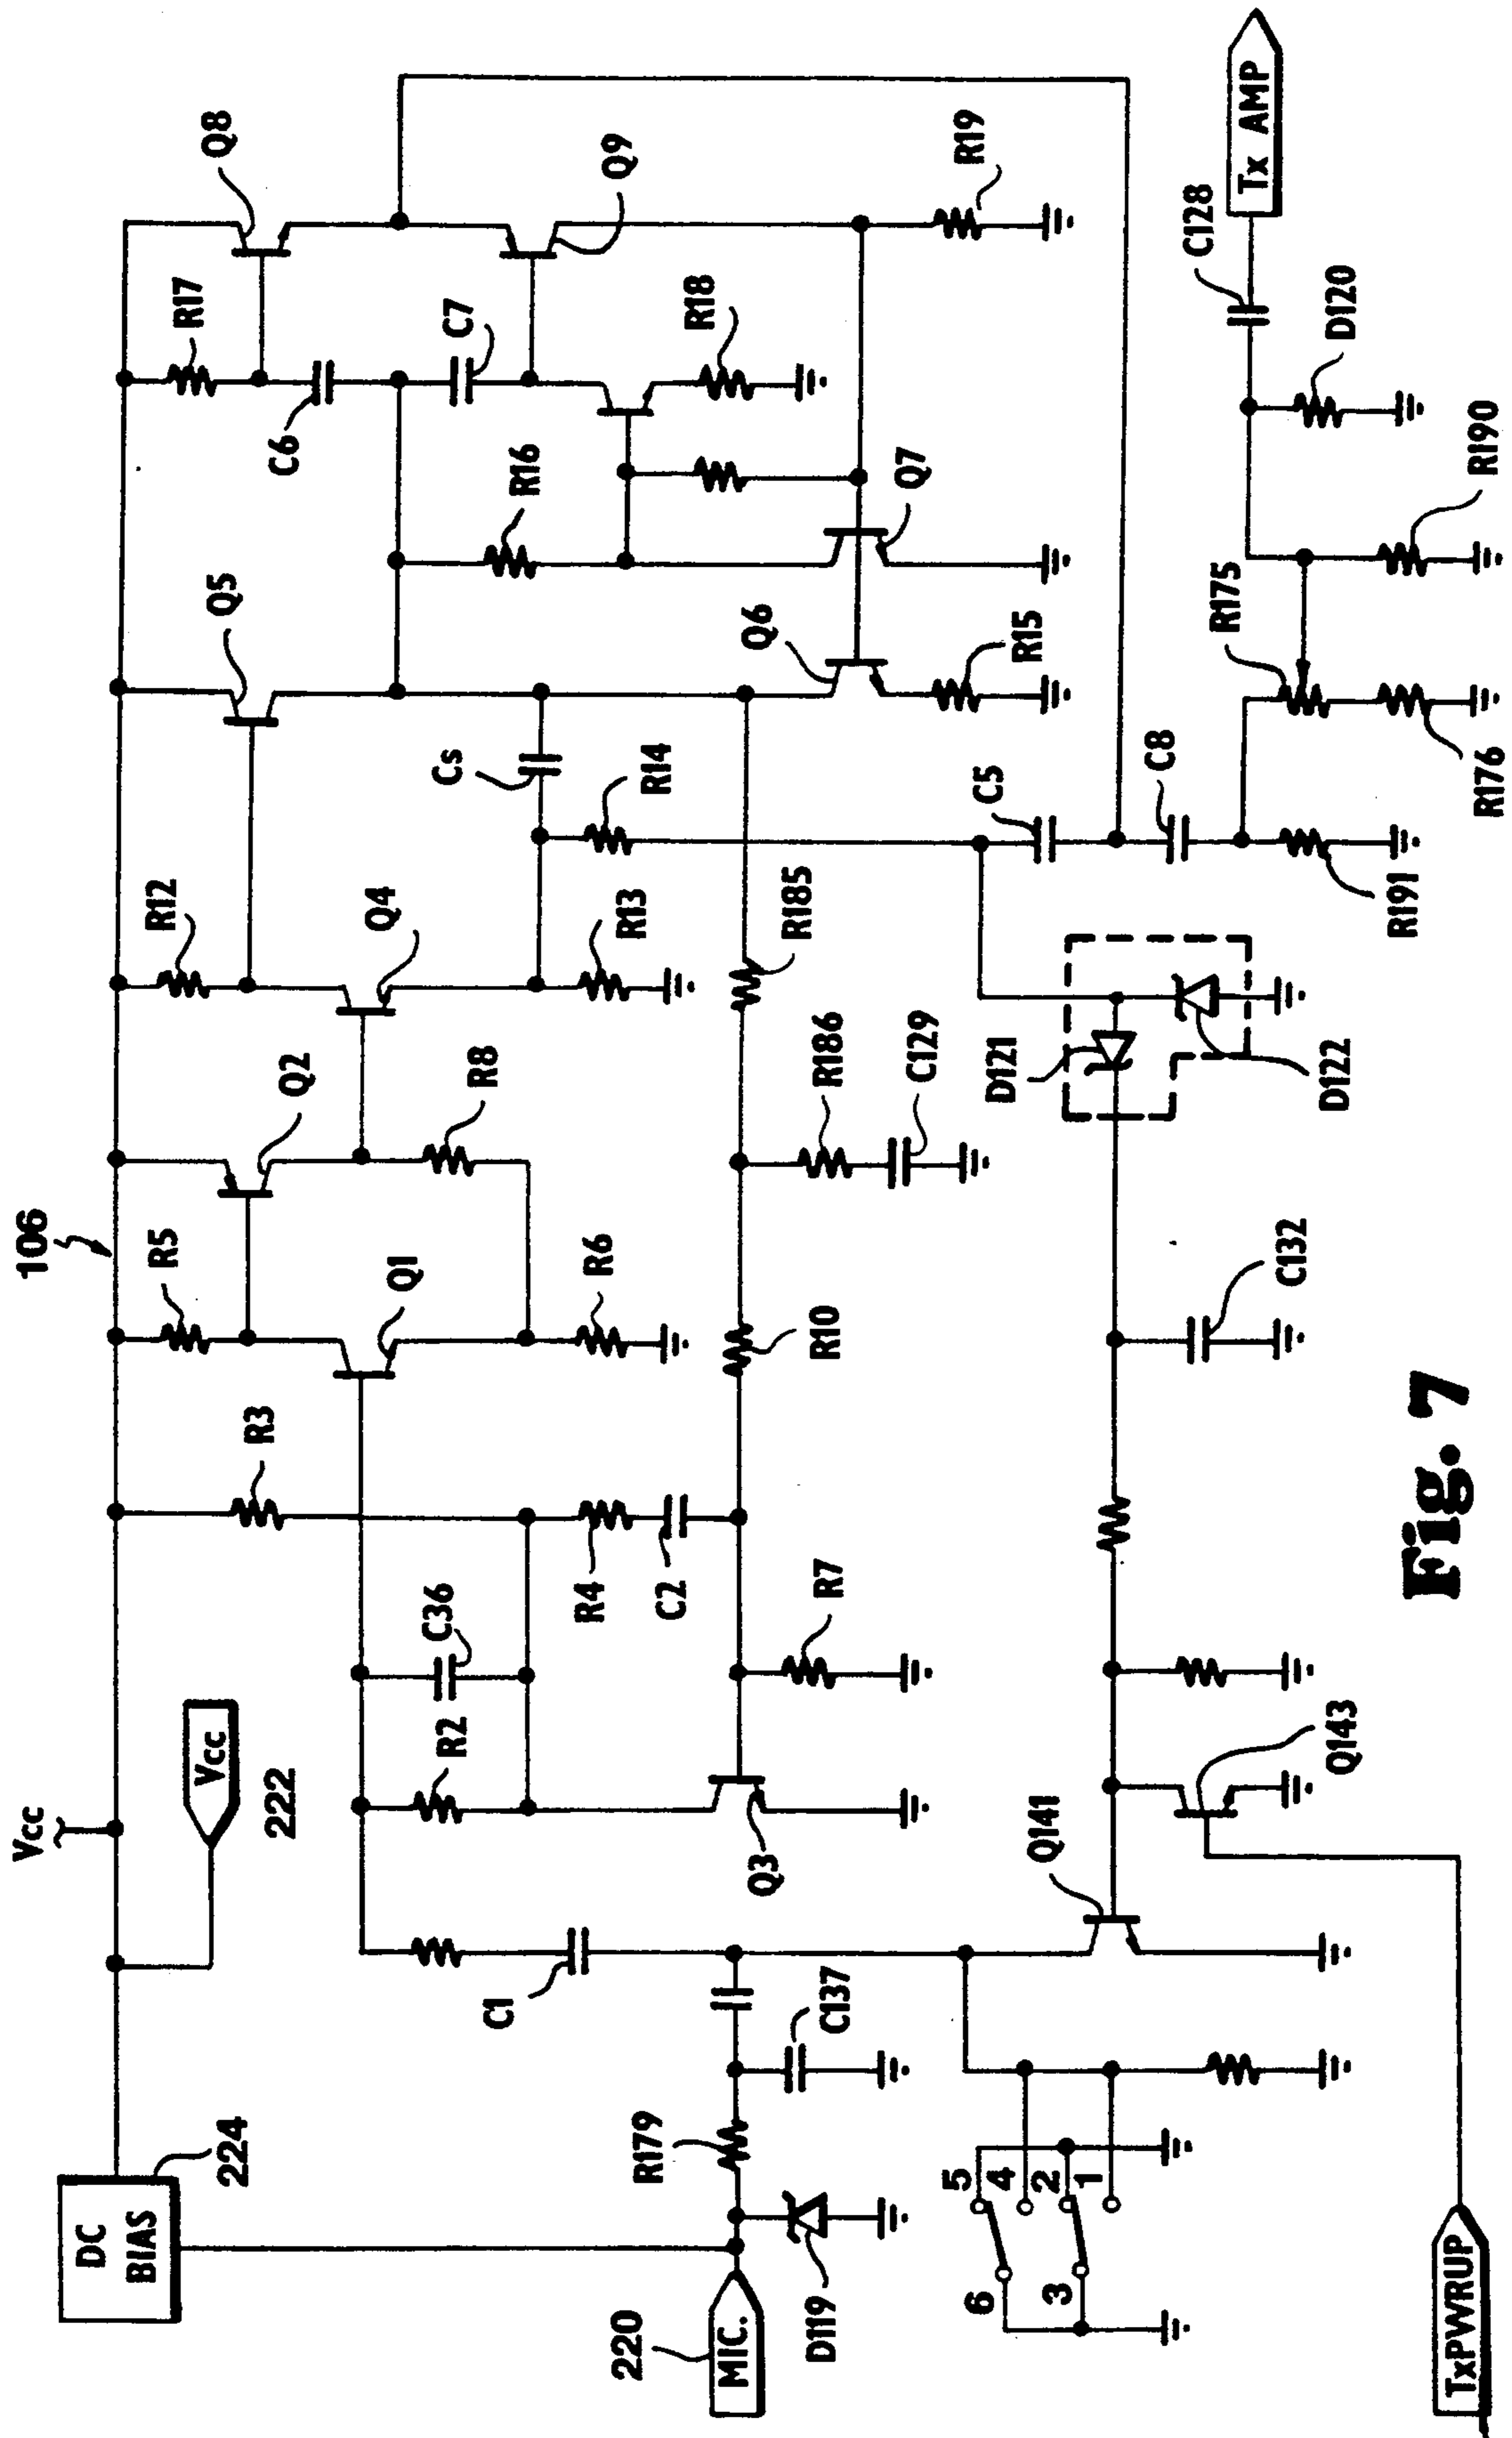 106
Vcc
Vcc
222
DC
BIAS
224
R3
R5
Q2
R12
Q5
R17
Q8
C6
C7
Q9
R16
R18
R19
Q1
R8
Q4
Cs
R14
R13
Q6
Q7
R15
C36
R2
R4
C2
R6
R10
R7
Q3
R185
R186
C129
C1
220
MIC.
D119
R179
C137
5
4
2
1
6
3
Q141
Q143
C132
D121
D122
C5
C8
R191
R175
R176
R190
D120
C128
Tx AMP
TxPWRUP
Fig. 7